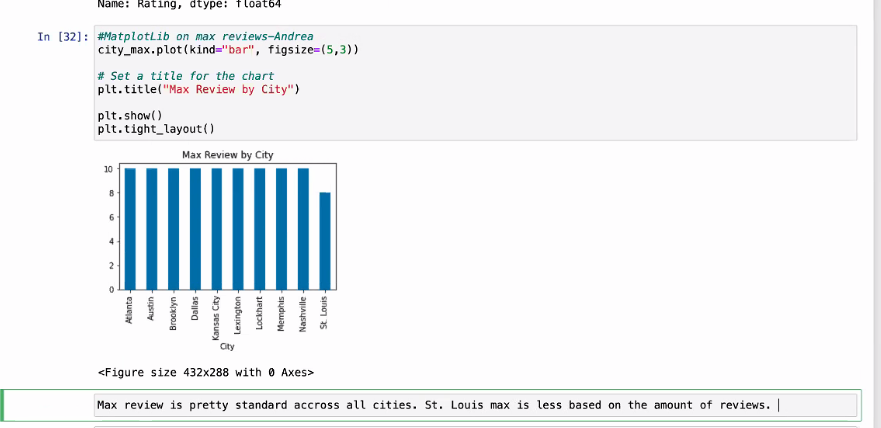 Name: Rating, dtype: float64
In [32]: #MatplotLib on max reviews—Andrea
city_max.plot(kind="bar", figsize=(5,3))
# Set a title for the chart
plt.title("Max Review by City")
plt.show()
plt.tight_layout()
Max Review by City
10
8
6
4
2
0
Atlanta
Austin
Brooklyn
Dallas
Kansas City
Lexington
Lockhart
Memphis
Nashville
St. Louis
City
<Figure size 432x288 with 0 Axes>
Max review is pretty standard accross all cities. St. Louis max is less based on the amount of reviews.